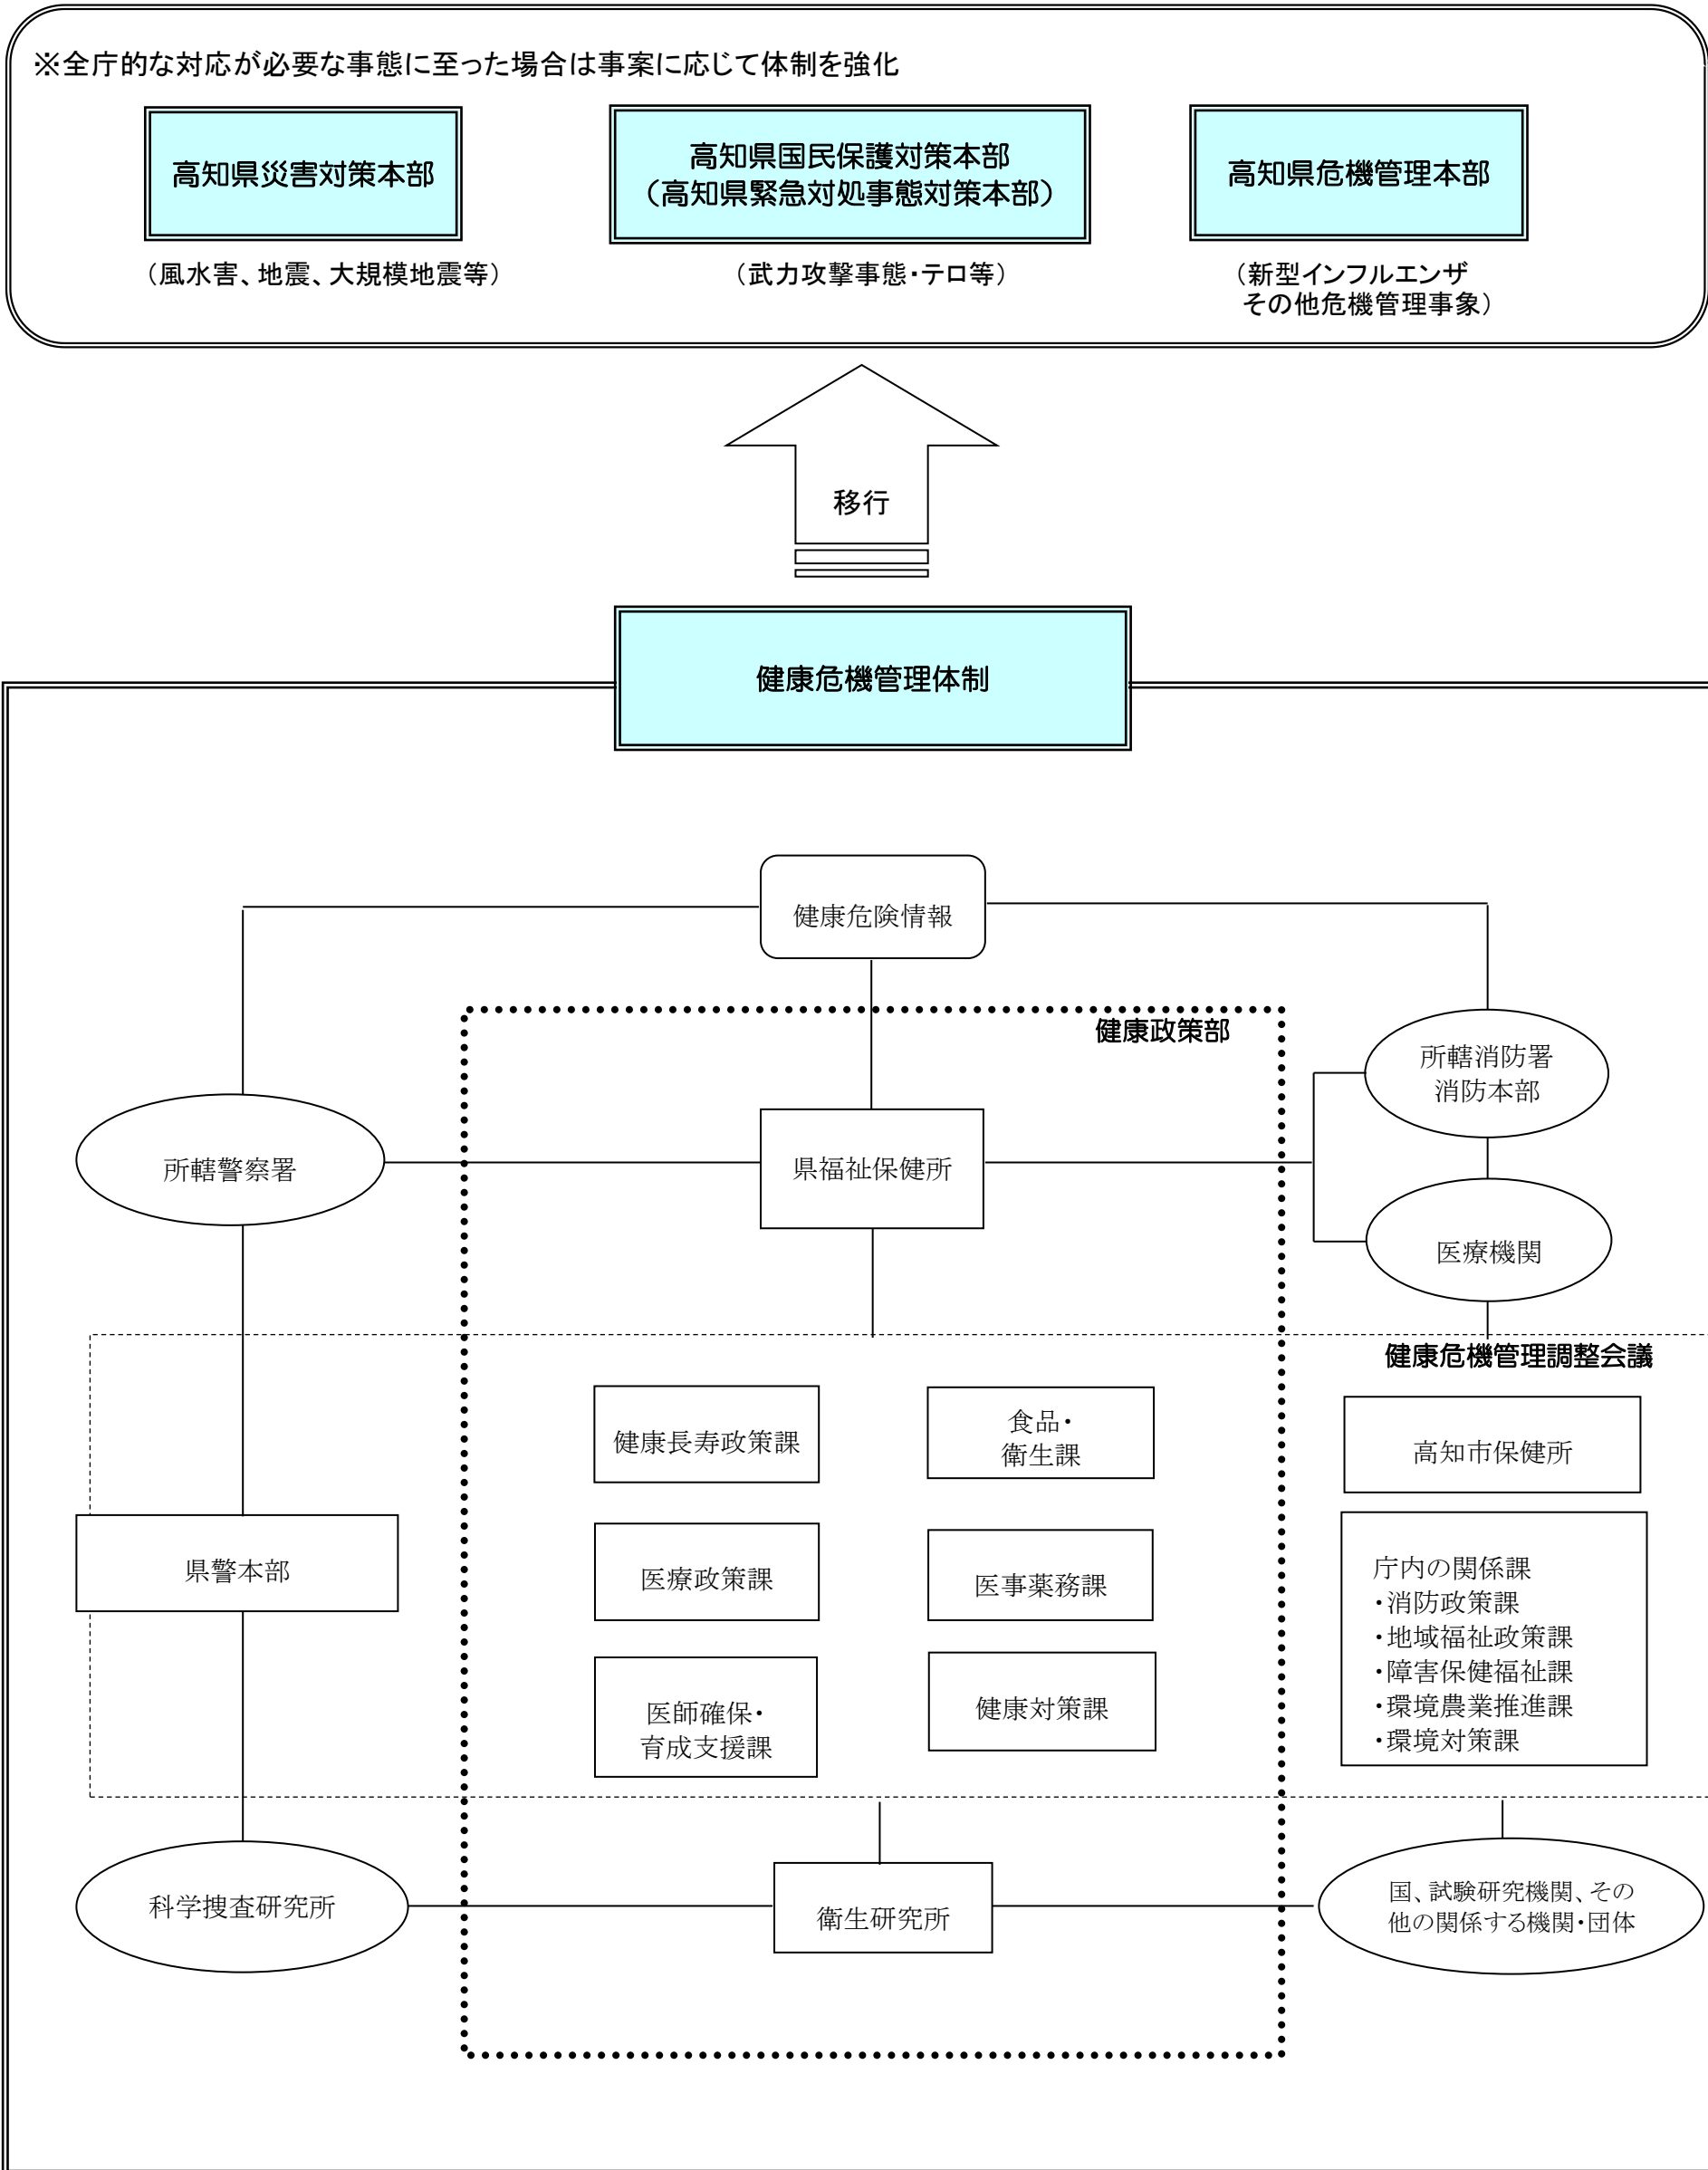 ※全庁的な対応が必要な事態に至った場合は事案に応じて体制を強化
高知県災害対策本部
高知県国民保護対策本部
（高知県緊急対処事態対策本部）
高知県危機管理本部
（風水害、地震、大規模地震等）
（武力攻撃事態・テロ等）
（新型インフルエンザ
その他危機管理事象）
移行
健康危機管理体制
健康危険情報
健康政策部
所轄消防署
消防本部
所轄警察署
県福祉保健所
医療機関
健康危機管理調整会議
健康長寿政策課
食品・
衛生課
高知市保健所
県警本部
医療政策課
医事薬務課
庁内の関係課
・消防政策課
・地域福祉政策課
・障害保健福祉課
・環境農業推進課
・環境対策課
医師確保・
育成支援課
健康対策課
科学捜査研究所
衛生研究所
国、試験研究機関、その
他の関係する機関・団体